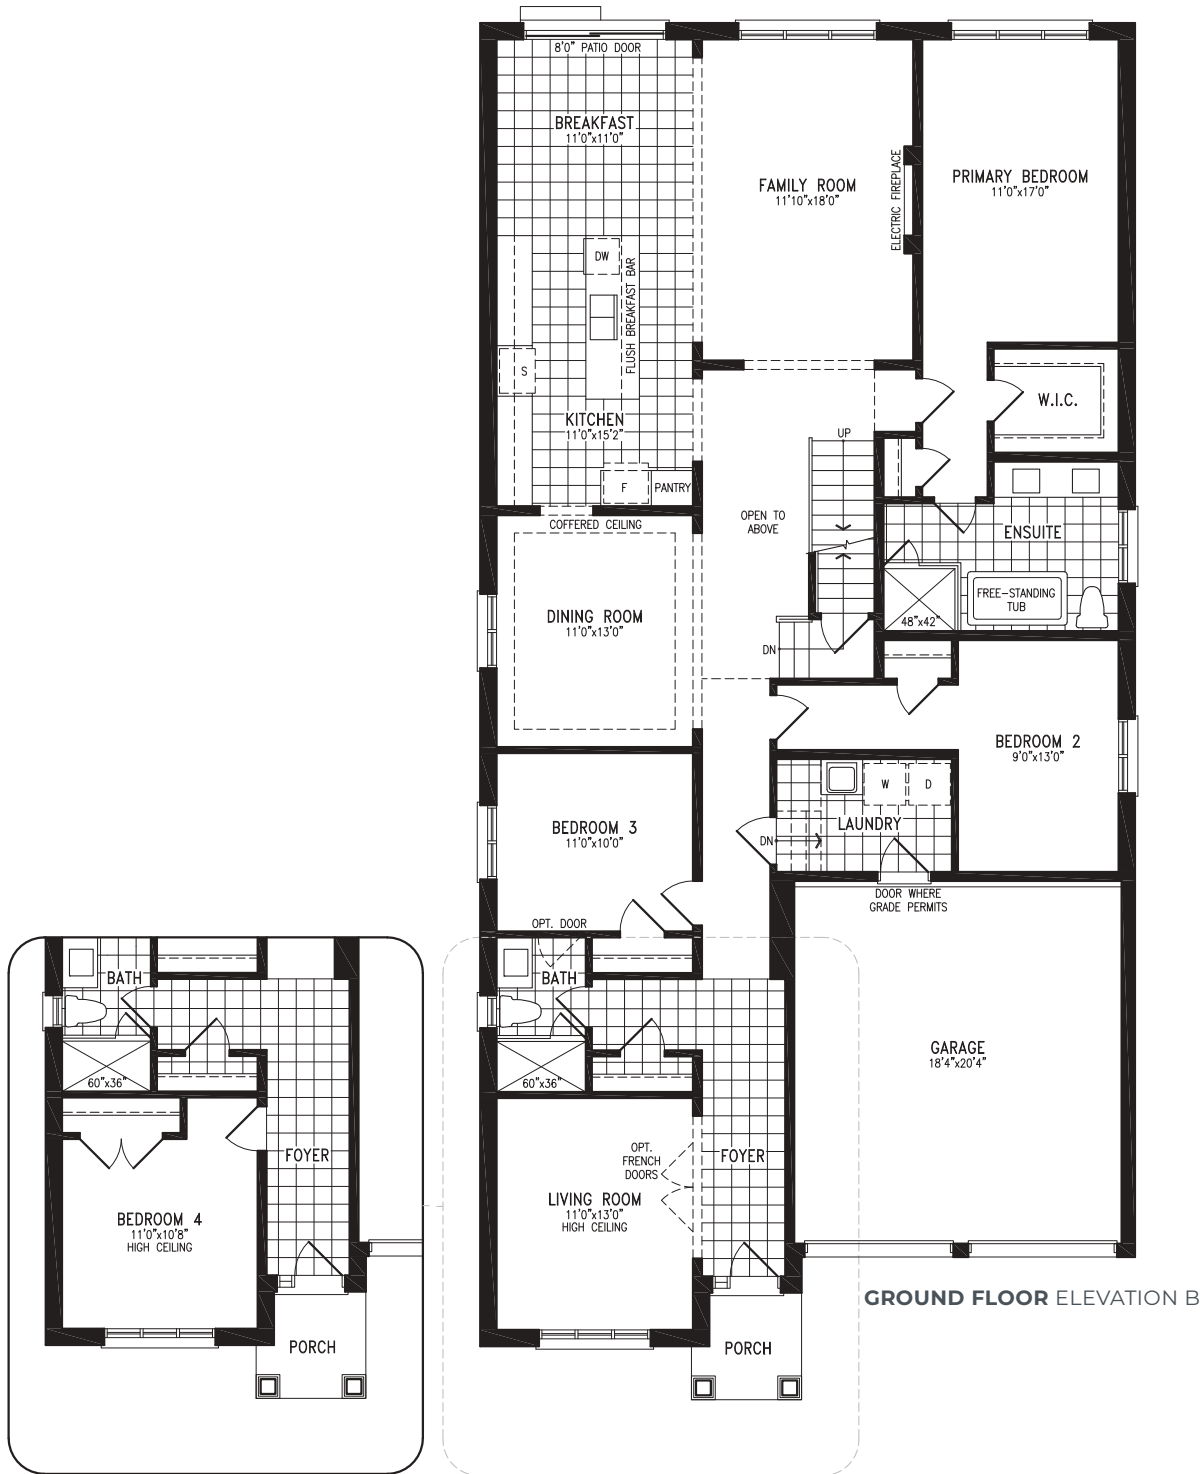 8'0" PATIO DOOR
BREAKFAST
11'0"x11'0"
FAMILY ROOM
11'10"x18'0"
ELECTRIC FIREPLACE
PRIMARY BEDROOM
11'0"x17'0"
DW
FLUSH BREAKFAST BAR
S
KITCHEN
11'0"x15'2"
F
PANTRY
W.I.C.
UP
OPEN TO
ABOVE
COFFERED CEILING
ENSUITE
FREE-STANDING
TUB
48"x42"
DINING ROOM
11'0"x13'0"
DN
BEDROOM 2
9'0"x13'0"
W
D
LAUNDRY
DN
BEDROOM 3
11'0"x10'0"
DOOR WHERE
GRADE PERMITS
OPT. DOOR
BATH
60"x36"
GARAGE
18'4"x20'4"
OPT.
FRENCH
DOORS
FOYER
LIVING ROOM
11'0"x13'0"
HIGH CEILING
PORCH
BATH
60"x36"
FOYER
BEDROOM 4
11'0"x10'8"
HIGH CEILING
PORCH
GROUND FLOOR ELEVATION B